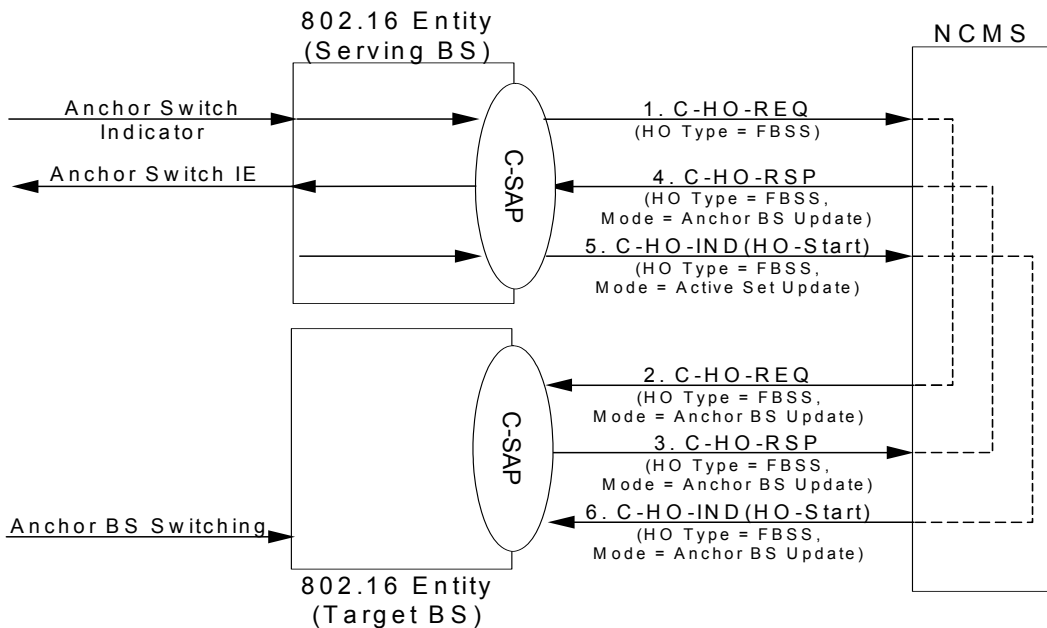 802.16 Entity
(Serving BS)
NCMS
Anchor Switch
Indicator
1. C-HO-REQ
(HO Type = FBSS)
Anchor Switch IE
C-SAP
4. C-HO-RSP
(HO Type = FBSS,
Mode = Anchor BS Update)
5. C-HO-IND(HO-Start)
(HO Type = FBSS,
Mode = Active Set Update)
2. C-HO-REQ
(HO Type = FBSS,
Mode = Anchor BS Update)
C-SAP
3. C-HO-RSP
(HO Type = FBSS,
Mode = Anchor BS Update)
Anchor BS Switching
6. C-HO-IND(HO-Start)
(HO Type = FBSS,
Mode = Anchor BS Update)
802.16 Entity
(Target BS)